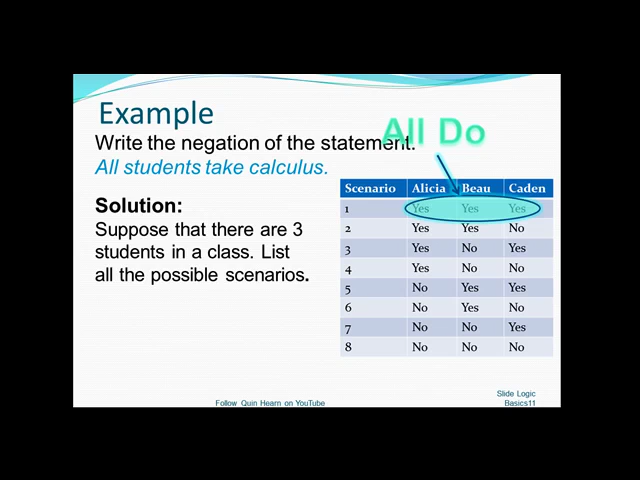 Example
All Do
Write the negation of the statement.
All students take calculus.
Solution:
Suppose that there are 3
students in a class. List
all the possible scenarios.
Scenario Alicia Beau Caden
1 Yes Yes Yes
2 Yes Yes No
3 Yes No Yes
4 Yes No No
5 No Yes Yes
6 No Yes No
7 No No Yes
8 No No No
Follow Quin Hearn on YouTube
Slide Logic
Basics11